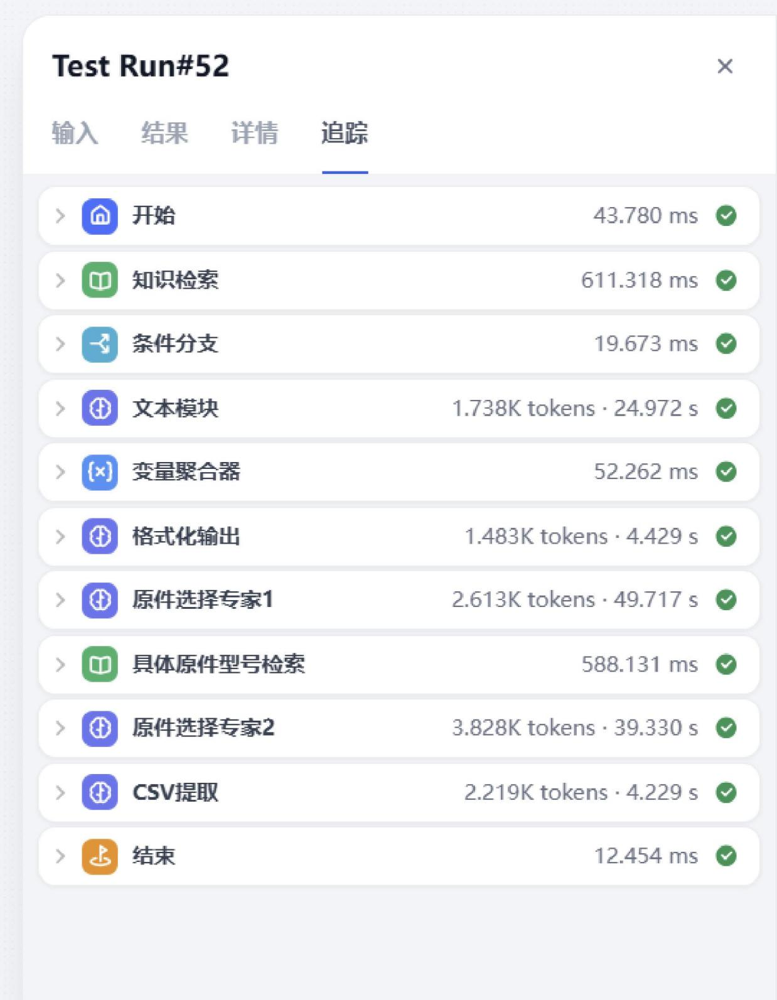 Test Run#52
输入 结果 详情 追踪
开始 43.780 ms
知识检索 611.318 ms
条件分支 19.673 ms
文本模块 1.738K tokens · 24.972 s
变量聚合器 52.262 ms
格式化输出 1.483K tokens · 4.429 s
原件选择专家1 2.613K tokens · 49.717 s
具体原件型号检索 588.131 ms
原件选择专家2 3.828K tokens · 39.330 s
CSV提取 2.219K tokens · 4.229 s
结束 12.454 ms